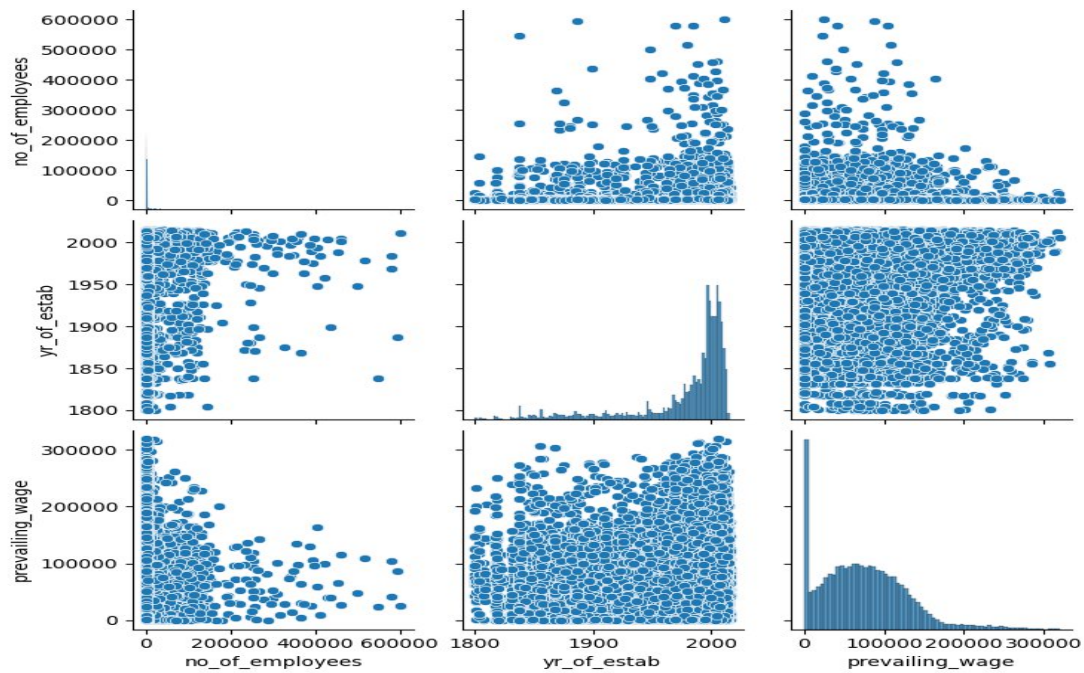 600000
500000
400000
300000
200000
100000
0
no_of_employees
2000
1950
1900
1850
1800
yr_of_estab
300000
200000
100000
0
prevailing_wage
0 200000 400000 600000
no_of_employees
1800 1900 2000
yr_of_estab
0 100000 200000 300000
prevailing_wage